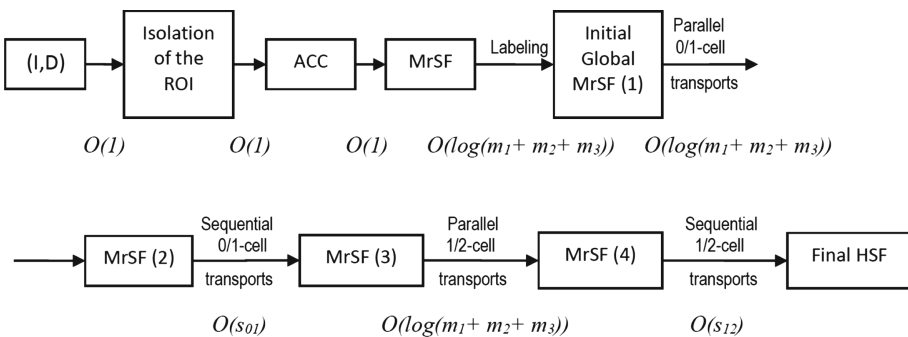 (I,D)
Isolation
of the
ROI
ACC
MrSF
Labeling
Initial
Global
MrSF (1)
Parallel
0/1-cell
transports
O(1)
O(1)
O(1)
O(log(m₁+ m₂+ m₃))
O(log(m₁+ m₂+ m₃))
MrSF (2)
Sequential
0/1-cell
transports
MrSF (3)
Parallel
1/2-cell
transports
MrSF (4)
Sequential
1/2-cell
transports
Final HSF
O(s₀₁)
O(log(m₁+ m₂+ m₃))
O(s₁₂)